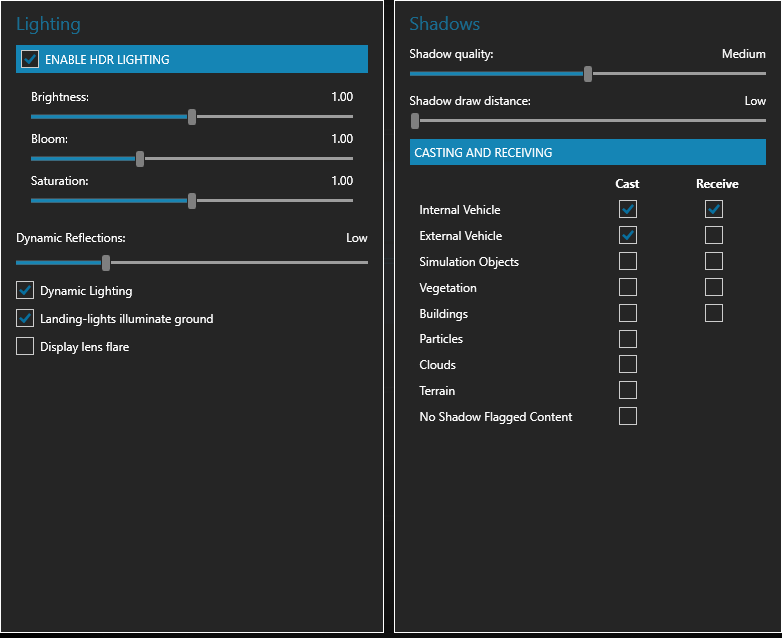 Lighting
ENABLE HDR LIGHTING
Brightness: 1.00
Bloom: 1.00
Saturation: 1.00
Dynamic Reflections: Low
Dynamic Lighting
Landing-lights illuminate ground
Display lens flare
Shadows
Shadow quality: Medium
Shadow draw distance: Low
CASTING AND RECEIVING
Cast Receive
Internal Vehicle
External Vehicle
Simulation Objects
Vegetation
Buildings
Particles
Clouds
Terrain
No Shadow Flagged Content